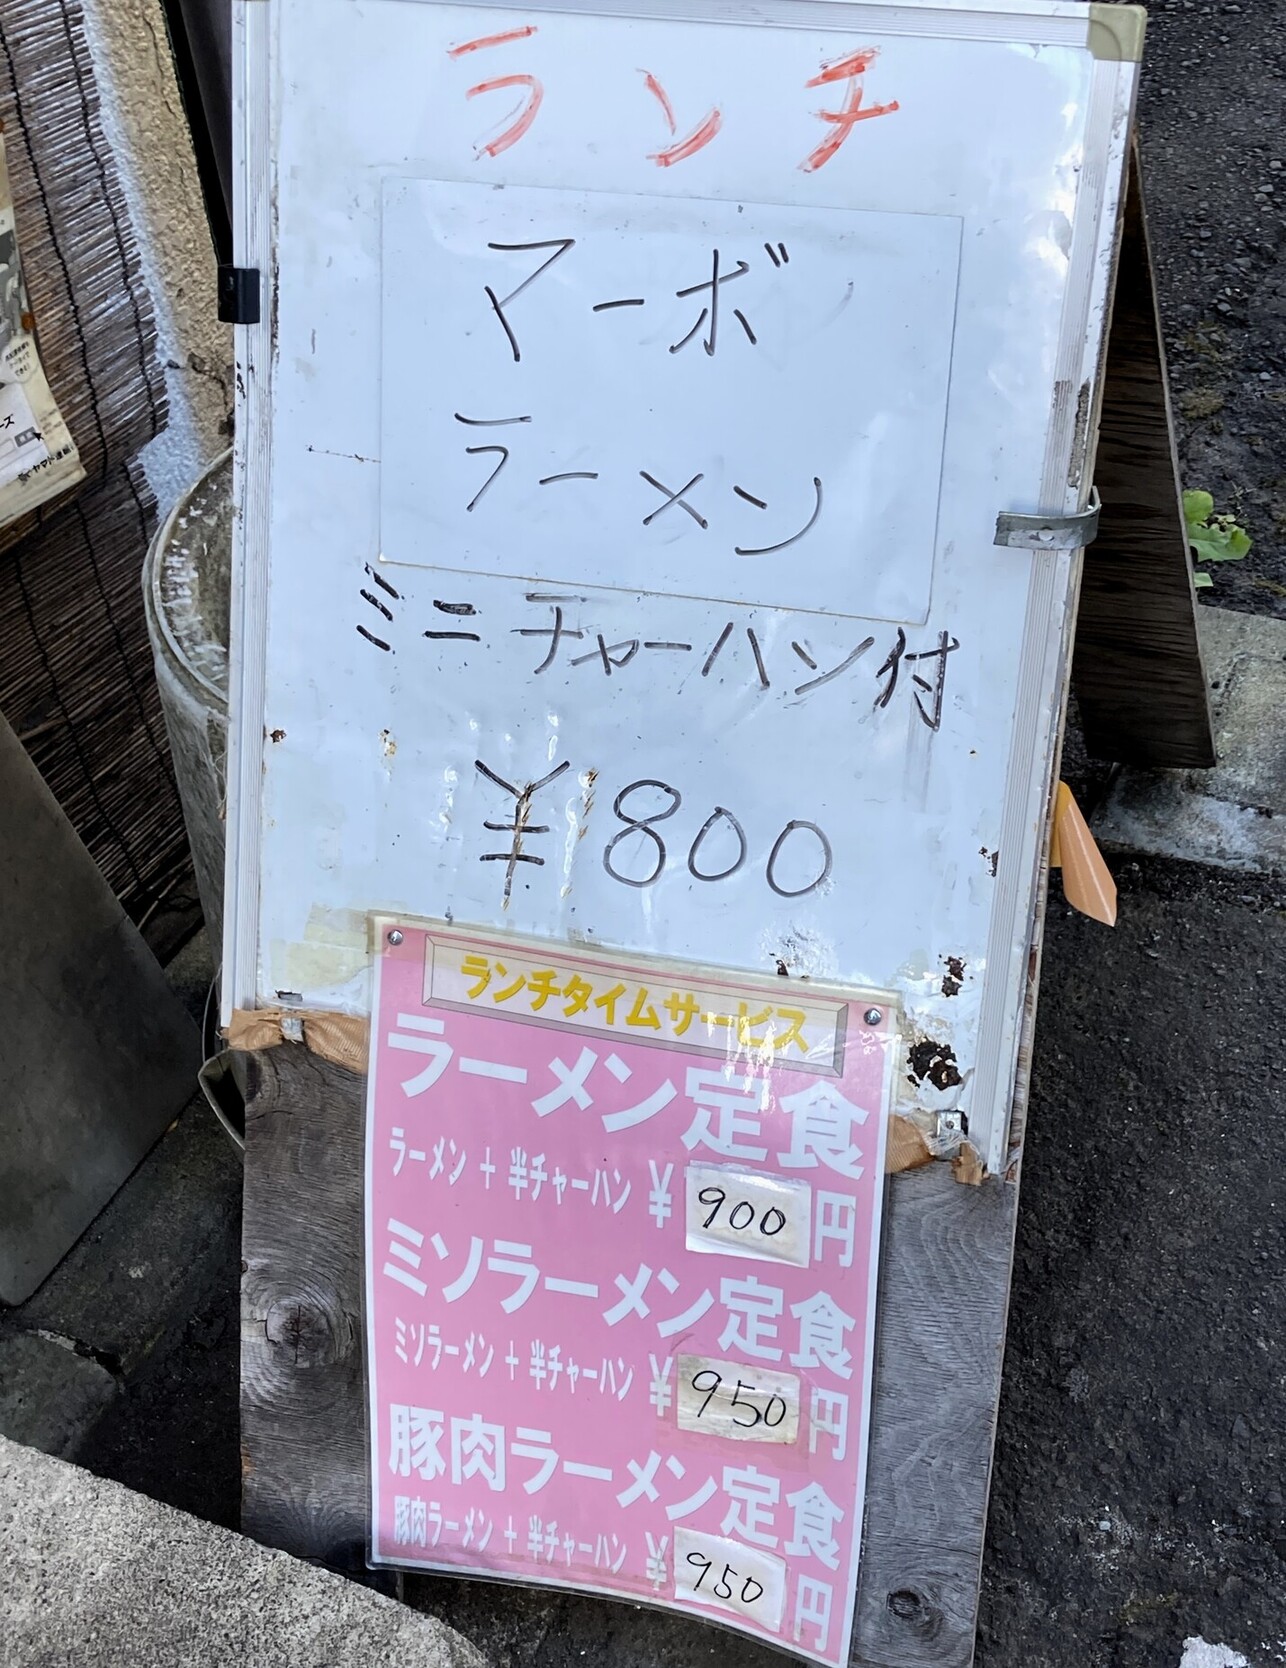 ランチ
マーボ
ラーメン
ミニチャーハン付
¥800
ランチタイムサービス
ラーメン定食
ラーメン + 半チャーハン ¥900円
ミソラーメン定食
ミソラーメン + 半チャーハン ¥950円
豚肉ラーメン定食
豚肉ラーメン + 半チャーハン ¥950円